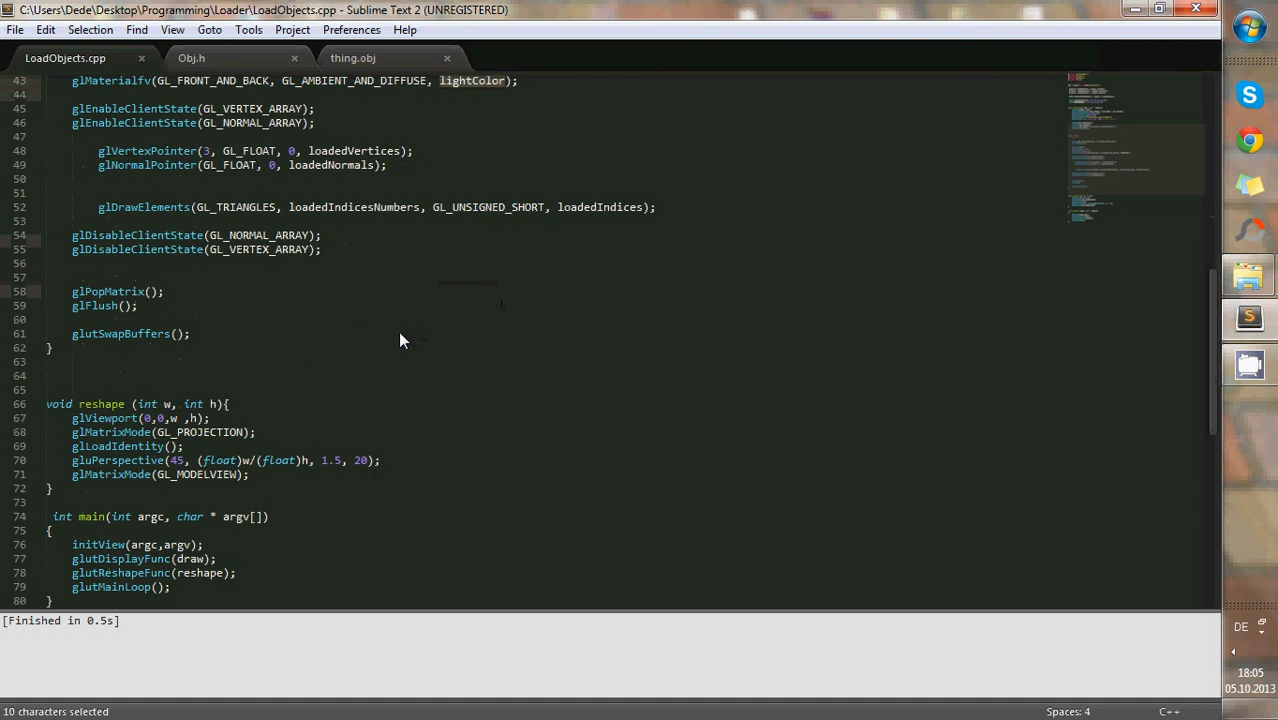 C:\Users\Dede\Desktop\Programming\Loader\LoadObjects.cpp - Sublime Text 2 (UNREGISTERED)
File Edit Selection Find View Goto Tools Project Preferences Help
LoadObjects.cpp × Obj.h × thing.obj ×
43 glMaterialfv(GL_FRONT_AND_BACK, GL_AMBIENT_AND_DIFFUSE, lightColor);
44
45 glEnableClientState(GL_VERTEX_ARRAY);
46 glEnableClientState(GL_NORMAL_ARRAY);
47
48 glVertexPointer(3, GL_FLOAT, 0, loadedVertices);
49 glNormalPointer(GL_FLOAT, 0, loadedNormals);
50
51
52 glDrawElements(GL_TRIANGLES, loadedIndicesNumbers, GL_UNSIGNED_SHORT, loadedIndices);
53
54 glDisableClientState(GL_NORMAL_ARRAY);
55 glDisableClientState(GL_VERTEX_ARRAY);
56
57
58 glPopMatrix();
59 glFlush();
60
61 glutSwapBuffers();
62 }
63
64
65
66 void reshape (int w, int h){
67 glViewport(0,0,w ,h);
68 glMatrixMode(GL_PROJECTION);
69 glLoadIdentity();
70 gluPerspective(45, (float)w/(float)h, 1.5, 20);
71 glMatrixMode(GL_MODELVIEW);
72 }
73
74 int main(int argc, char * argv[])
75 {
76 initView(argc,argv);
77 glutDisplayFunc(draw);
78 glutReshapeFunc(reshape);
79 glutMainLoop();
80 }
[Finished in 0.5s]
10 characters selected
Spaces: 4
C++
DE
18:05
05.10.2013